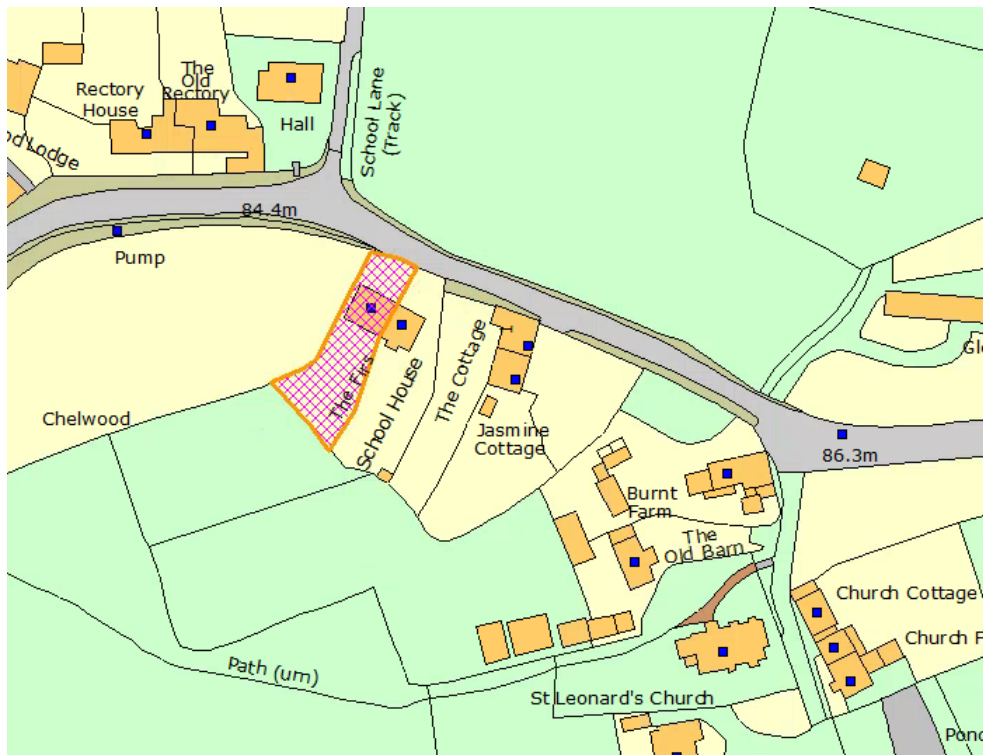 The
Old
Rectory
Rectory
House
Hall
School Lane
(Track)
od Lodge
84.4m
Pump
The Firs
School House
The Cottage
Jasmine
Cottage
Chelwood
Gle
86.3m
Burnt
Farm
The
Old Barn
Church Cottage
Church F
Path (um)
St Leonard's Church
Pond